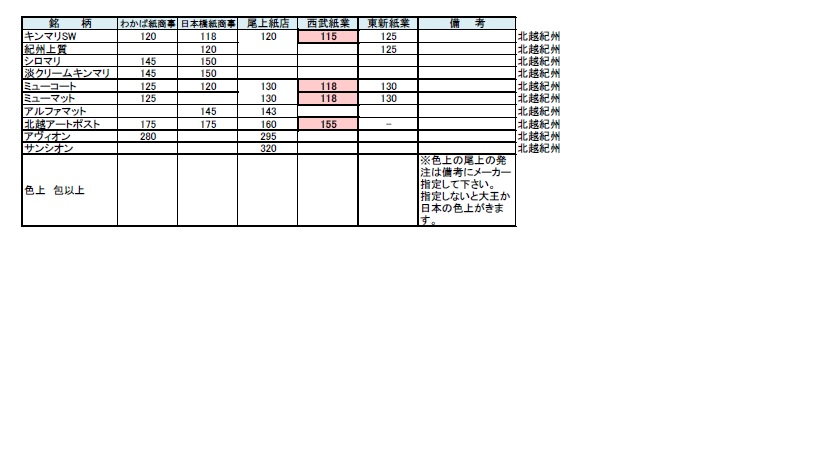 銘　柄 わかば紙商事 日本橋紙商事 尾上紙店 西武紙業 東新紙業 備　考
キンマリSW 120 118 120 115 125 北越紀州
紀州上質 120 125 北越紀州
シロマリ 145 150 北越紀州
淡クリームキンマリ 145 150 北越紀州
ミューコート 125 120 130 118 130 北越紀州
ミューマット 125 130 118 130 北越紀州
アルファマット 145 143 北越紀州
北越アートポスト 175 175 160 155 － 北越紀州
アヴィオン 280 295 北越紀州
サンシオン 320 北越紀州
色上　包以上
※色上の尾上の発
注は備考にメーカー
指定して下さい。
指定しないと大王か
日本の色上がきま
す。